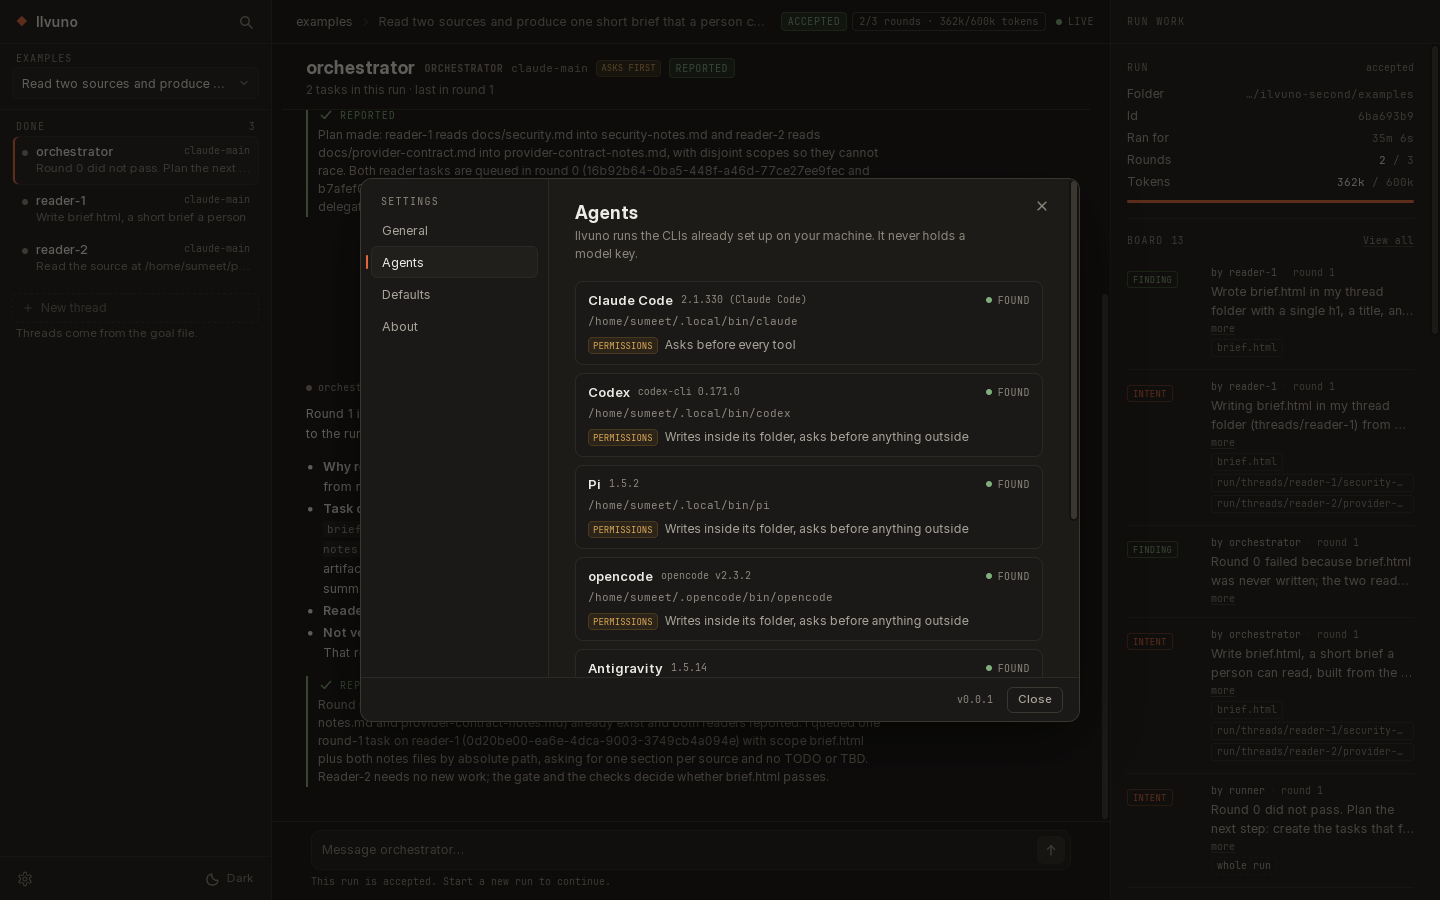 Ilvuno
EXAMPLES
Read two sources and produce ...
DONE 3
orchestrator claude-main
Round 0 did not pass. Plan the next ...
reader-1 claude-main
Write brief.html, a short brief a person
reader-2 claude-main
Read the source at /home/sumeet/p...
+ New thread
Threads come from the goal file.
Dark
examples > Read two sources and produce one short brief that a person c... ACCEPTED 2/3 rounds · 362k/600k tokens LIVE
orchestrator ORCHESTRATOR claude-main ASKS FIRST REPORTED
2 tasks in this run · last in round 1
REPORTED
Plan made: reader-1 reads docs/security.md into security-notes.md and reader-2 reads
docs/provider-contract.md into provider-contract-notes.md, with disjoint scopes so they cannot
race. Both reader tasks are queued in round 0 (16b92b64-0ba5-448f-a46d-77ce27ee9fec and
b7afef
delegat
orchest
Round 1 i
to the rur
Why r
from r
Task
brief
notes
artifac
summ
Reade
Not ve
That r
REP
Round
notes.md and provider-contract-notes.md) already exist and both readers reported. I queued one
round-1 task on reader-1 (0d20be00-ea6e-4dca-9003-3749cb4a094e) with scope brief.html
plus both notes files by absolute path, asking for one section per source and no TODO or TBD.
Reader-2 needs no new work; the gate and the checks decide whether brief.html passes.
Message orchestrator...
This run is accepted. Start a new run to continue.
SETTINGS
General
Agents
Defaults
About
Agents
Ilvuno runs the CLIs already set up on your machine. It never holds a
model key.
Claude Code 2.1.330 (Claude Code) FOUND
/home/sumeet/.local/bin/claude
PERMISSIONS Asks before every tool
Codex codex-cli 0.171.0 FOUND
/home/sumeet/.local/bin/codex
PERMISSIONS Writes inside its folder, asks before anything outside
Pi 1.5.2 FOUND
/home/sumeet/.local/bin/pi
PERMISSIONS Writes inside its folder, asks before anything outside
opencode opencode v2.3.2 FOUND
/home/sumeet/.opencode/bin/opencode
PERMISSIONS Writes inside its folder, asks before anything outside
Antigravity 1.5.14 FOUND
v0.0.1 Close
RUN WORK
RUN accepted
Folder …/ilvuno-second/examples
Id 6ba693b9
Ran for 35m 6s
Rounds 2 / 3
Tokens 362k / 600k
BOARD 13 View all
FINDING by reader-1 · round 1
Wrote brief.html in my thread
folder with a single h1, a title, an...
more
brief.html
INTENT by reader-1 · round 1
Writing brief.html in my thread
folder (threads/reader-1) from ...
more
brief.html
run/threads/reader-1/security-…
run/threads/reader-2/provider-…
FINDING by orchestrator · round 1
Round 0 failed because brief.html
was never written; the two read...
more
INTENT by orchestrator · round 1
Write brief.html, a short brief a
person can read, built from the ...
more
brief.html
run/threads/reader-1/security-…
run/threads/reader-2/provider-…
INTENT by runner · round 1
Round 0 did not pass. Plan the
next step: create the tasks that f...
more
whole run